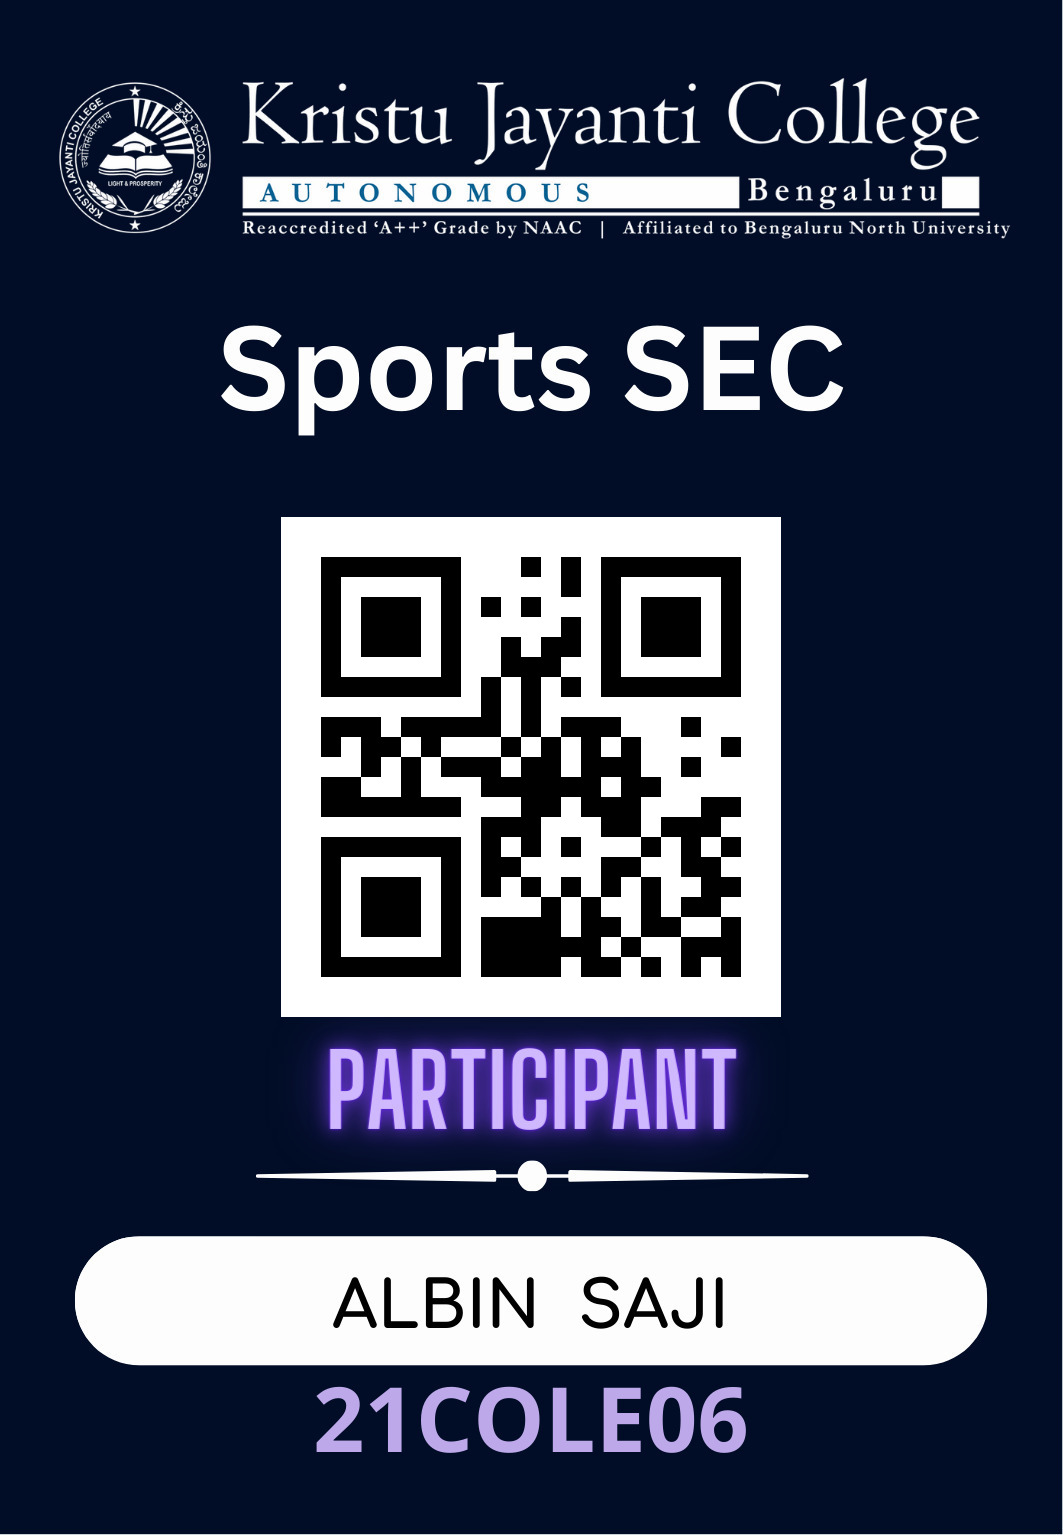 KRISTU JAYANTI COLLEGE
LIGHT & PROSPERITY
Kristu Jayanti College
AUTONOMOUS Bengaluru
Reaccredited ‘A++’ Grade by NAAC | Affiliated to Bengaluru North University
Sports SEC
PARTICIPANT
ALBIN SAJI
21COLE06